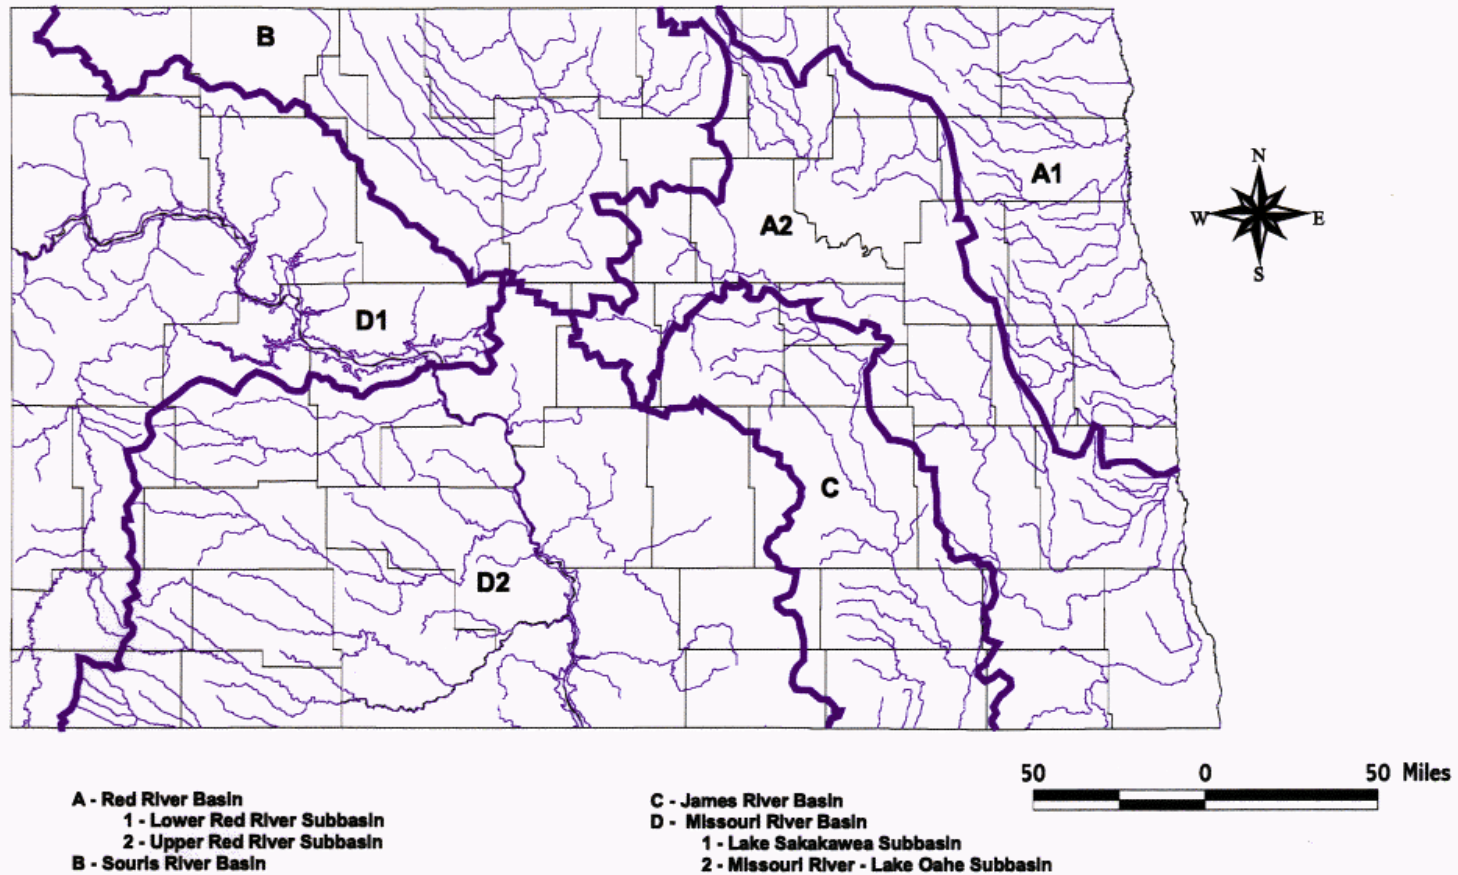 B
A1
N
W
E
S
A2
D1
C
D2
50 0 50 Miles
A - Red River Basin
1 - Lower Red River Subbasin
2 - Upper Red River Subbasin
B - Souris River Basin
C - James River Basin
D - Missouri River Basin
1 - Lake Sakakawea Subbasin
2 - Missouri River - Lake Oahe Subbasin